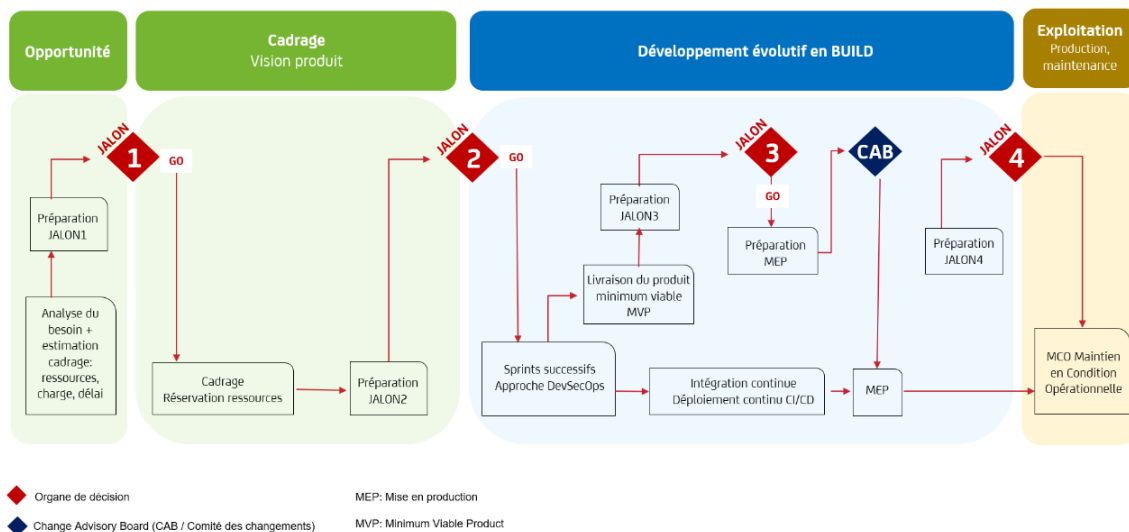 Opportunité
Cadrage
Vision produit
Développement évolutif en BUILD
Exploitation
Production,
maintenance
JALON
1
GO
Préparation
JALON1
Analyse du
besoin +
estimation
cadrage:
ressources,
charge, délai
Cadrage
Réservation ressources
Préparation
JALON2
JALON
2
GO
Sprints successifs
Approche DevSecOps
Livraison du produit
minimum viable
MVP
Préparation
JALON3
JALON
3
GO
Préparation
MEP
CAB
Intégration continue
Déploiement continu CI/CD
MEP
Préparation
JALON4
JALON
4
MCO Maintien
en Condition
Opérationnelle
Organe de décision
MEP: Mise en production
Change Advisory Board (CAB / Comité des changements)
MVP: Minimum Viable Product